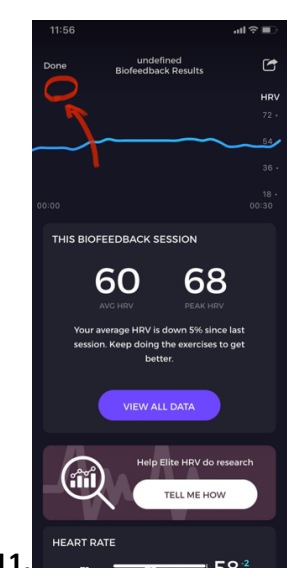 11:56
Done
undefined
Biofeedback Results
HRV
72
54
36
18
00:00
00:30
THIS BIOFEEDBACK SESSION
60
68
AVG HRV
PEAK HRV
Your average HRV is down 5% since last
session. Keep doing the exercises to get
better.
VIEW ALL DATA
Help Elite HRV do research
TELL ME HOW
HEART RATE
58 -2
11.